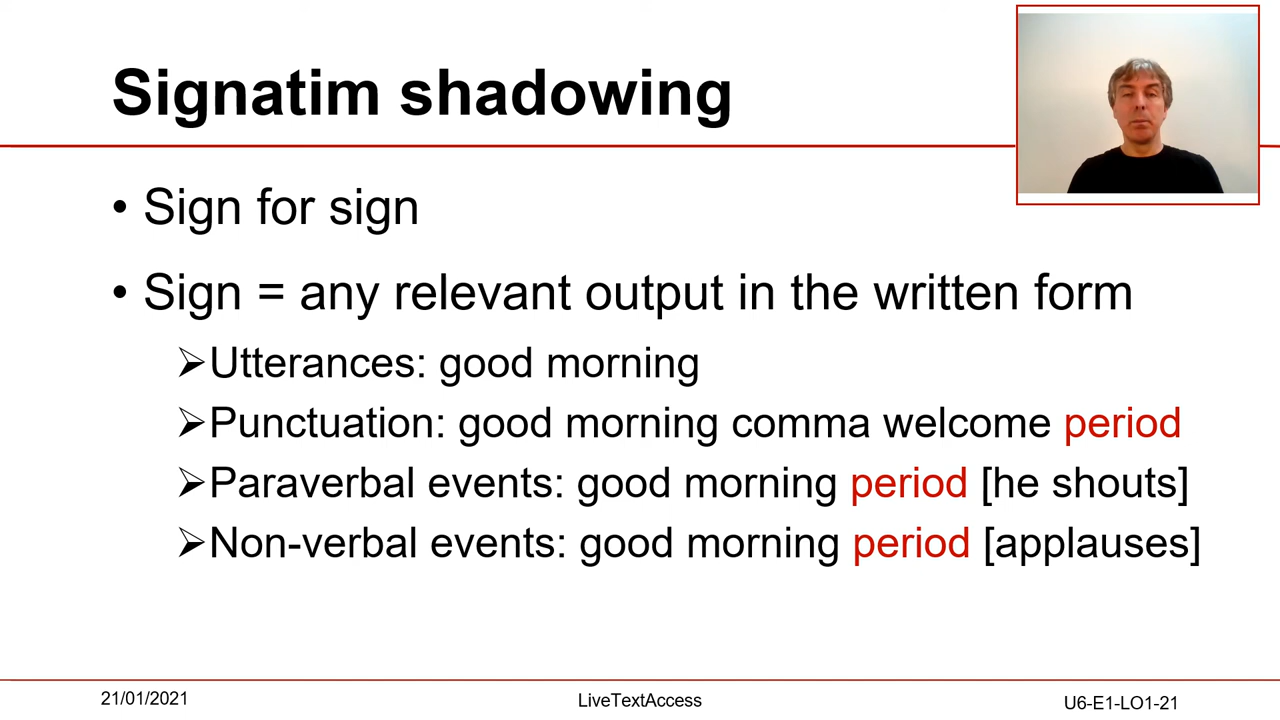 Signatim shadowing
• Sign for sign
• Sign = any relevant output in the written form
➢Utterances: good morning
➢Punctuation: good morning comma welcome period
➢Paraverbal events: good morning period [he shouts]
➢Non-verbal events: good morning period [applauses]
21/01/2021
LiveTextAccess
U6-E1-LO1-21